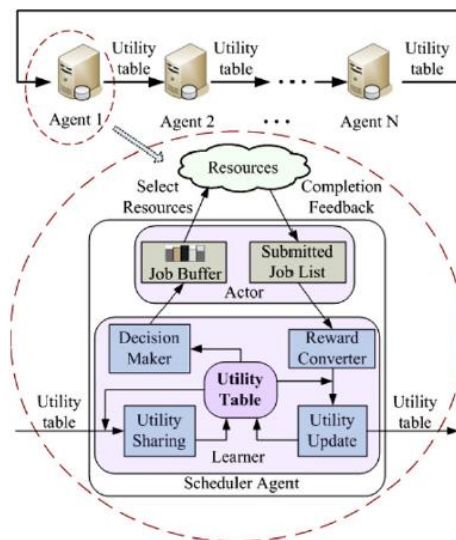 Utility
table
Utility
table
Utility
table
Agent 1
Agent 2
...
Agent N
Resources
Select
Resources
Completion
Feedback
Job Buffer
Submitted
Job List
Actor
Decision
Maker
Reward
Converter
Utility
Table
Utility
table
Utility
Sharing
Utility
Update
Utility
table
Learner
Scheduler Agent